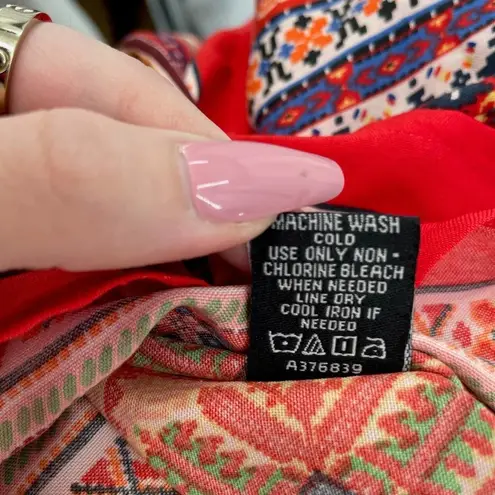 MACHINE WASH
COLD
USE ONLY NON -
CHLORINE BLEACH
WHEN NEEDED
LINE DRY
COOL IRON IF
NEEDED
A376839